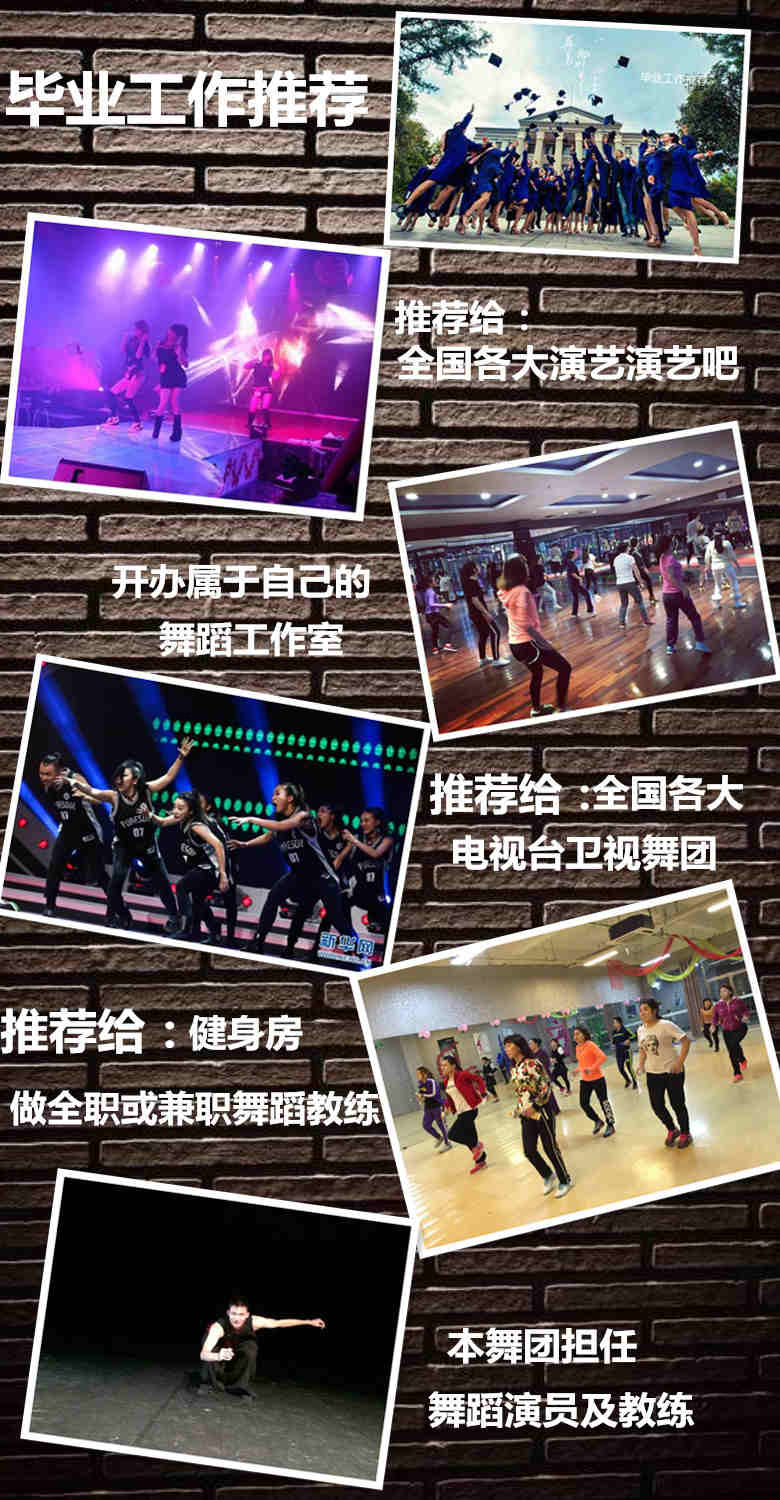 毕业工作推荐
毕业工作推荐
推荐给：
全国各大演艺演艺吧
开办属于自己的
舞蹈工作室
07
07
推荐给：全国各大
电视台卫视舞团
新华网
推荐给：健身房
做全职或兼职舞蹈教练
本舞团担任
舞蹈演员及教练